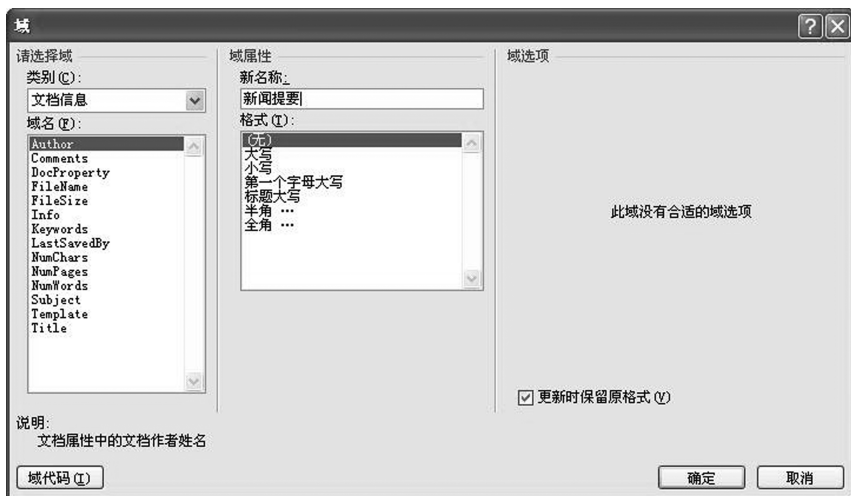 域
请选择域
类别(C):
文档信息
域名(F):
Author
Comments
DocProperty
FileName
FileSize
Info
Keywords
LastSavedBy
NumChars
NumPages
NumWords
Subject
Template
Title
域属性
新名称:
新闻提要
格式(T):
(无)
大写
小写
第一个字母大写
标题大写
半角 …
全角 …
域选项
此域没有合适的域选项
更新时保留原格式(V)
说明:
文档属性中的文档作者姓名
域代码(I)
确定
取消